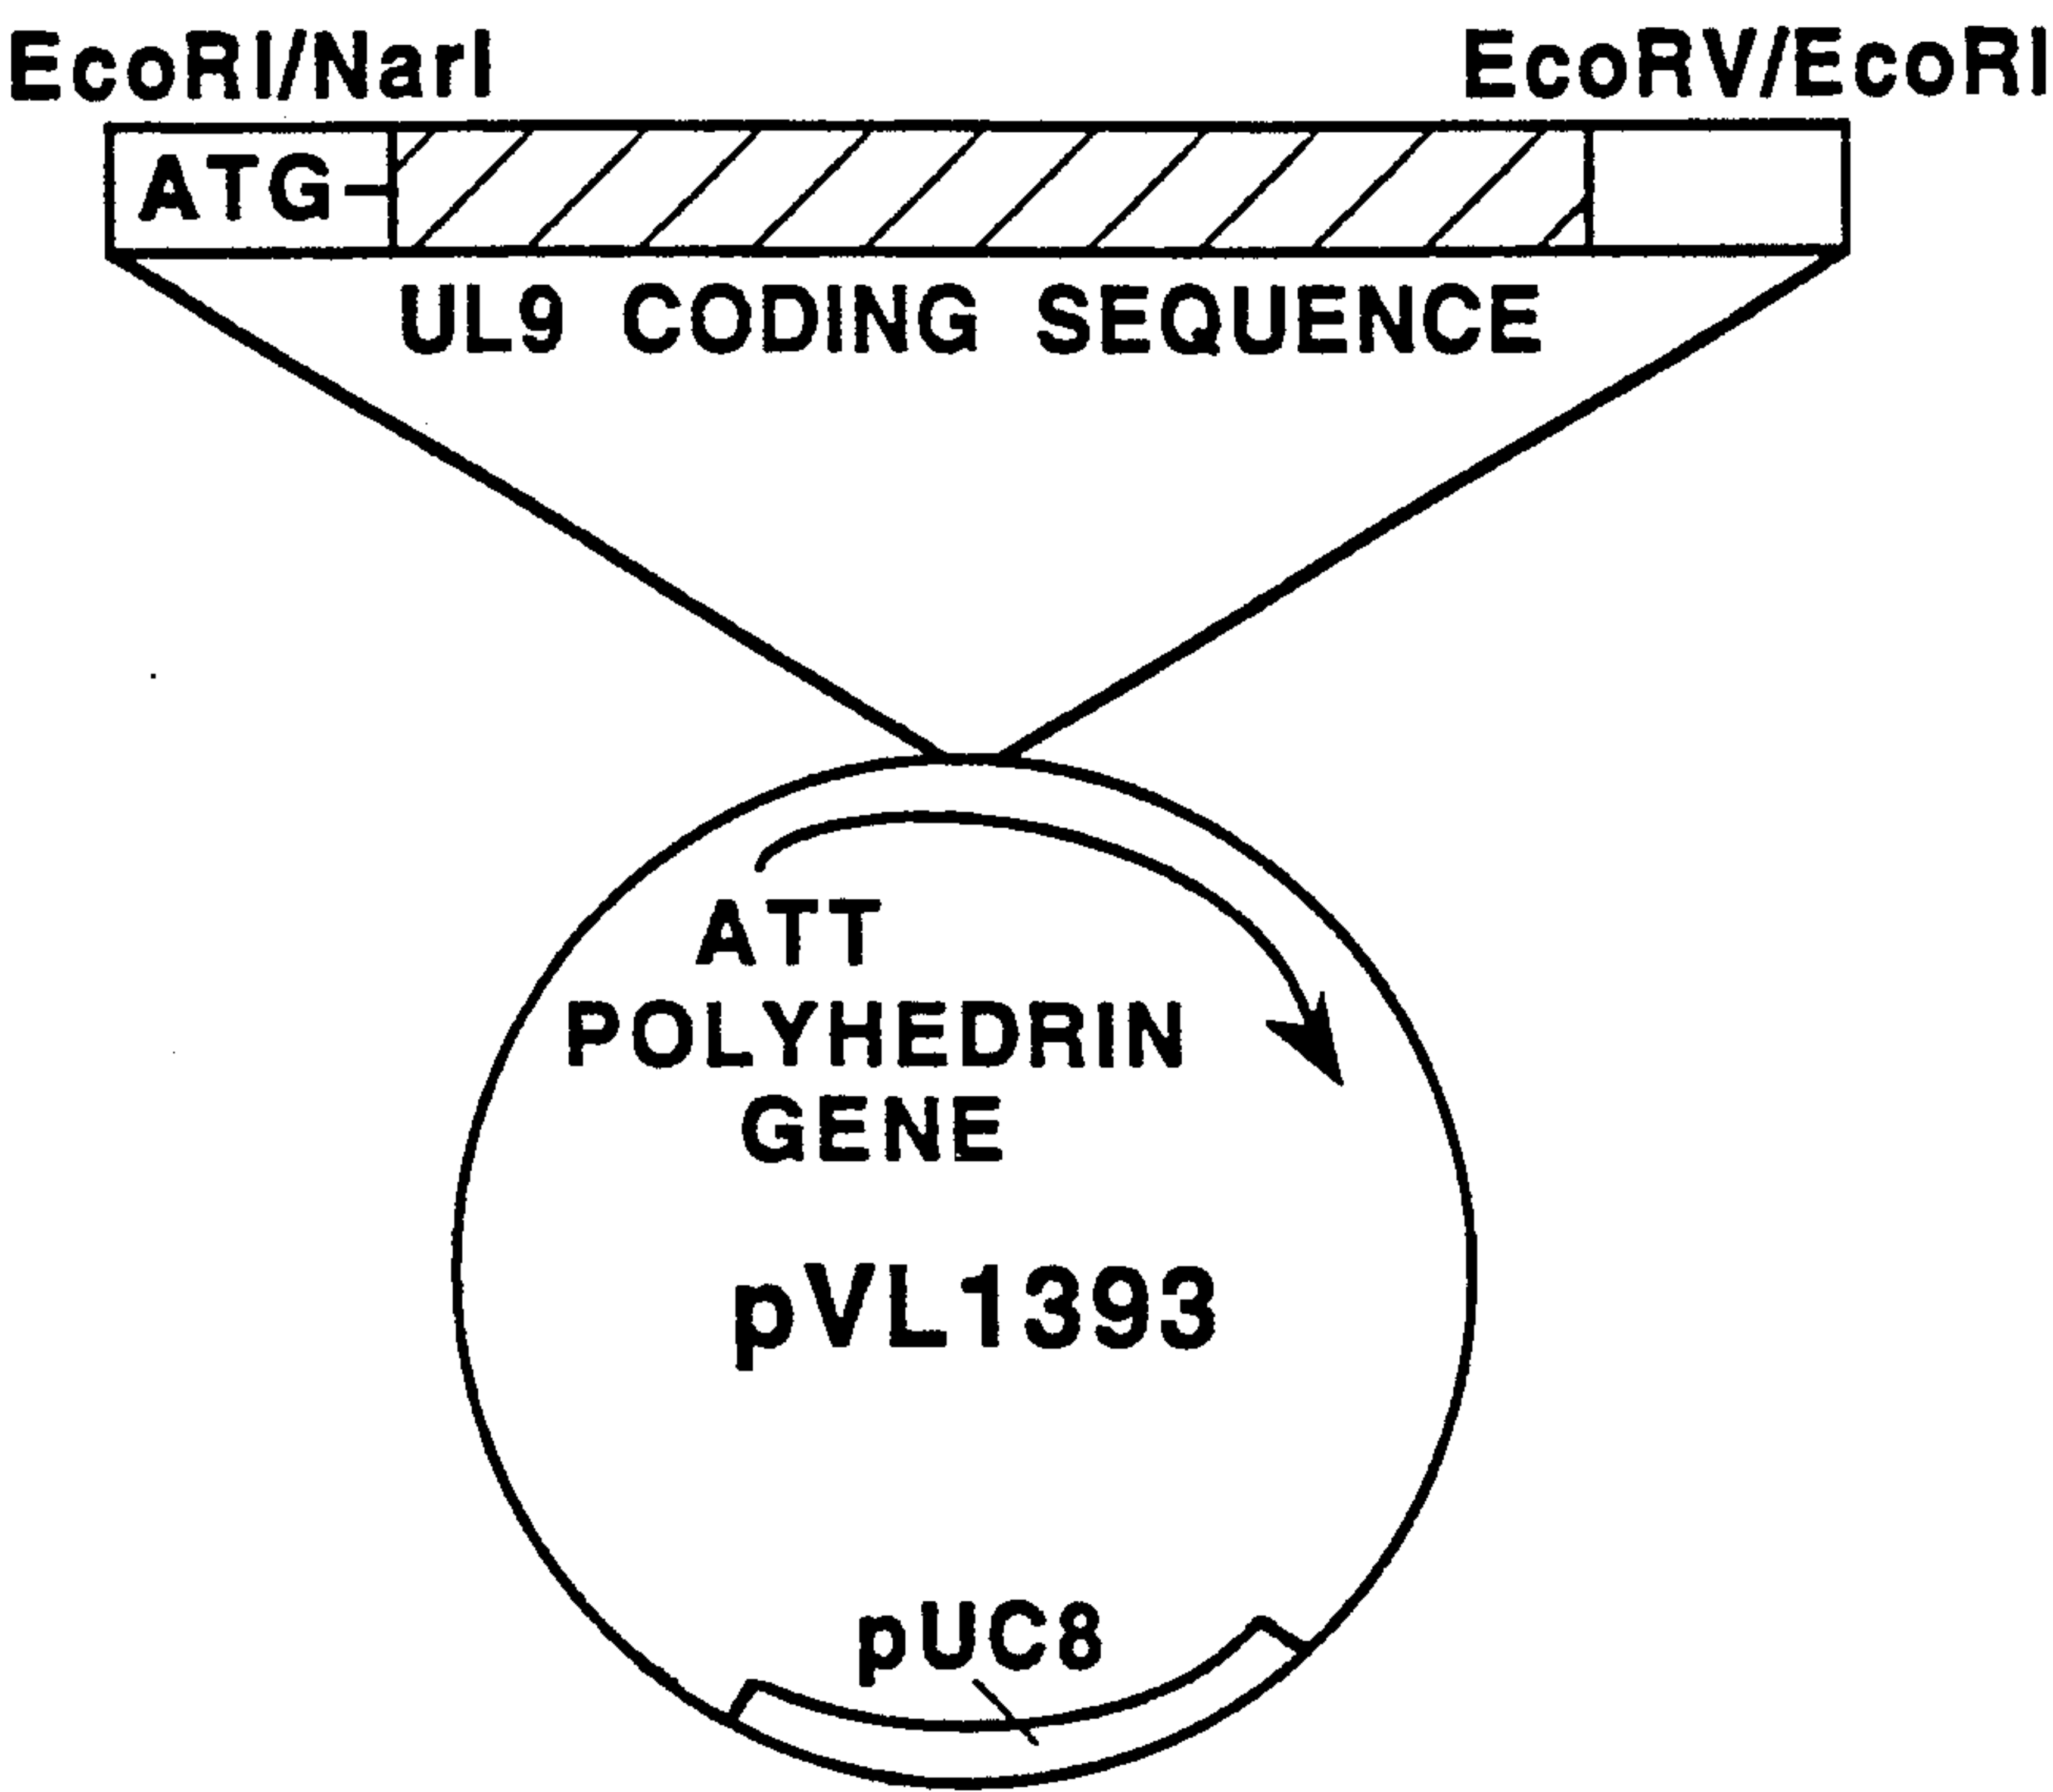 EcoRI/NarI EcoRV/EcoRI
ATG
UL9 CODING SEQUENCE
ATT
POLYHEDRIN
GENE
pVL1393
pUC8